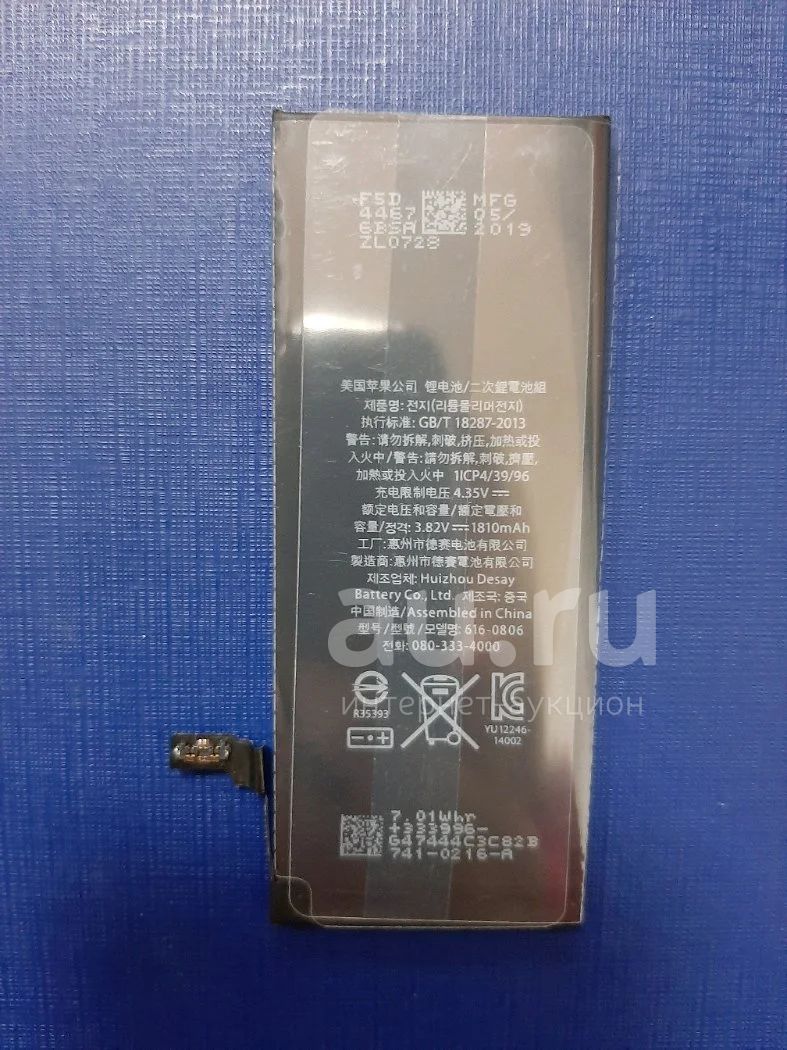 F5D MFG
4467 05/
6BSA 2019
ZL0728
美国苹果公司 锂电池/二次鋰電池組
제품명: 전지(리튬폴리머전지)
执行标准: GB/T 18287-2013
警告:请勿拆解,刺破,挤压,加热或投
入火中/警告:請勿拆解,刺破,擠壓,
加熱或投入火中 1ICP4/39/96
充电限制电压 4.35V⎓
额定电压和容量/額定電壓和
容量/정격: 3.82V⎓1810mAh
工厂:惠州市德赛电池有限公司
製造商:惠州市德賽電池有限公司
제조업체: Huizhou Desay
Battery Co., Ltd. 제조국: 중국
中国制造/Assembled in China
型号/型號/모델명: 616-0806
전화: 080-333-4000
au.ru
интернет-аукцион
R35393
YU12246-
14002
7.01Whr
+333996-
G47444C3C82B
741-0216-A